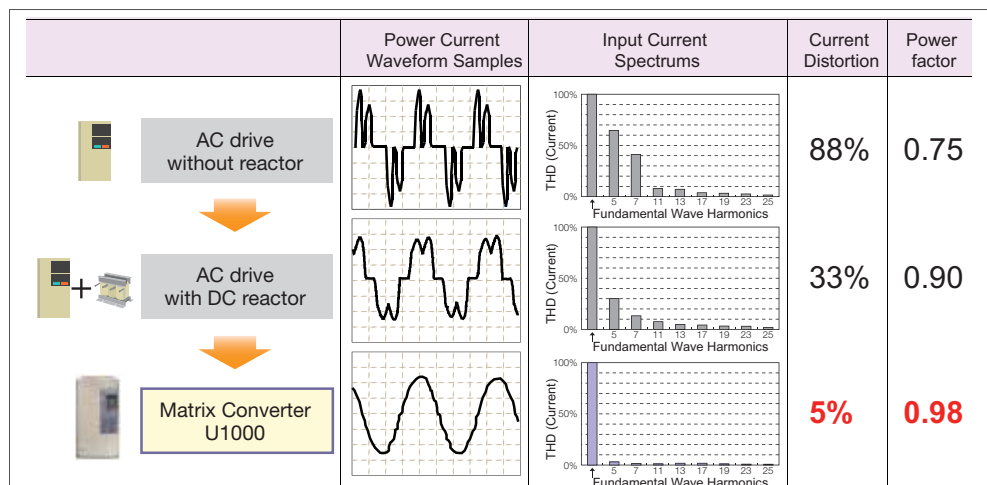 Power Current
Waveform Samples
Input Current
Spectrums
Current
Distortion
Power
factor
AC drive
without reactor
THD (Current)
100%
50%
0%
5 7 11 13 17 19 23 25
Fundamental Wave Harmonics
88%
0.75
+
AC drive
with DC reactor
THD (Current)
100%
50%
0%
5 7 11 13 17 19 23 25
Fundamental Wave Harmonics
33%
0.90
Matrix Converter
U1000
THD (Current)
100%
50%
0%
5 7 11 13 17 19 23 25
Fundamental Wave Harmonics
5%
0.98